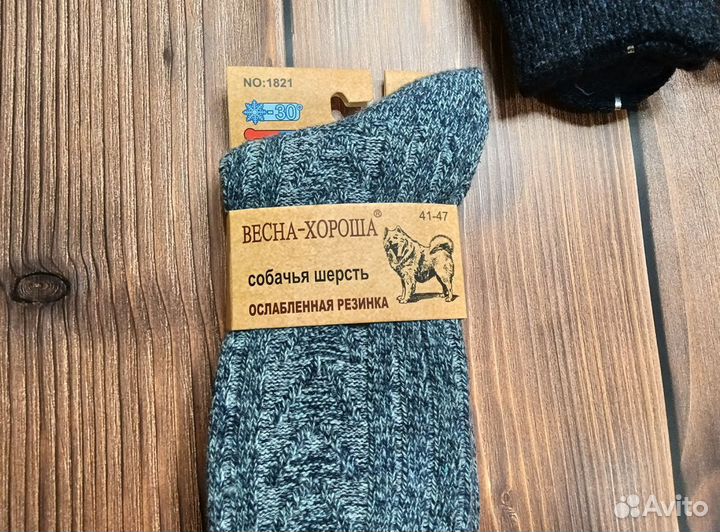 NO:1821
-30°
ВЕСНА-ХОРОША®
41-47
собачья шерсть
ОСЛАБЛЕННАЯ РЕЗИНКА
Avito